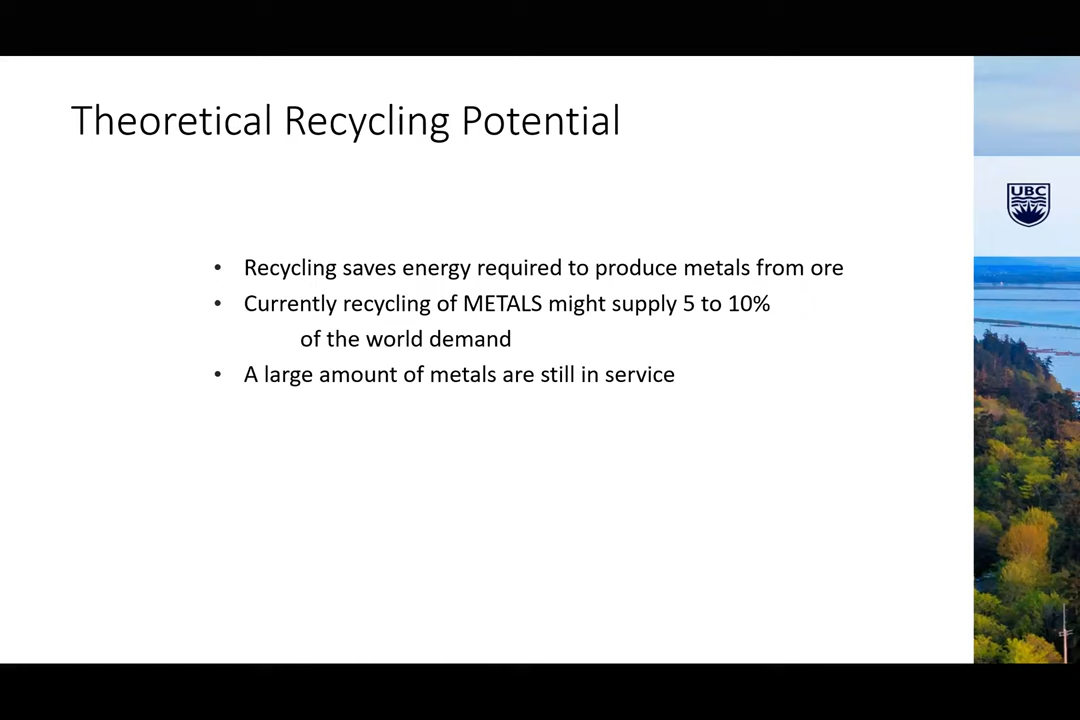 Theoretical Recycling Potential
UBC
• Recycling saves energy required to produce metals from ore
• Currently recycling of METALS might supply 5 to 10%
of the world demand
• A large amount of metals are still in service